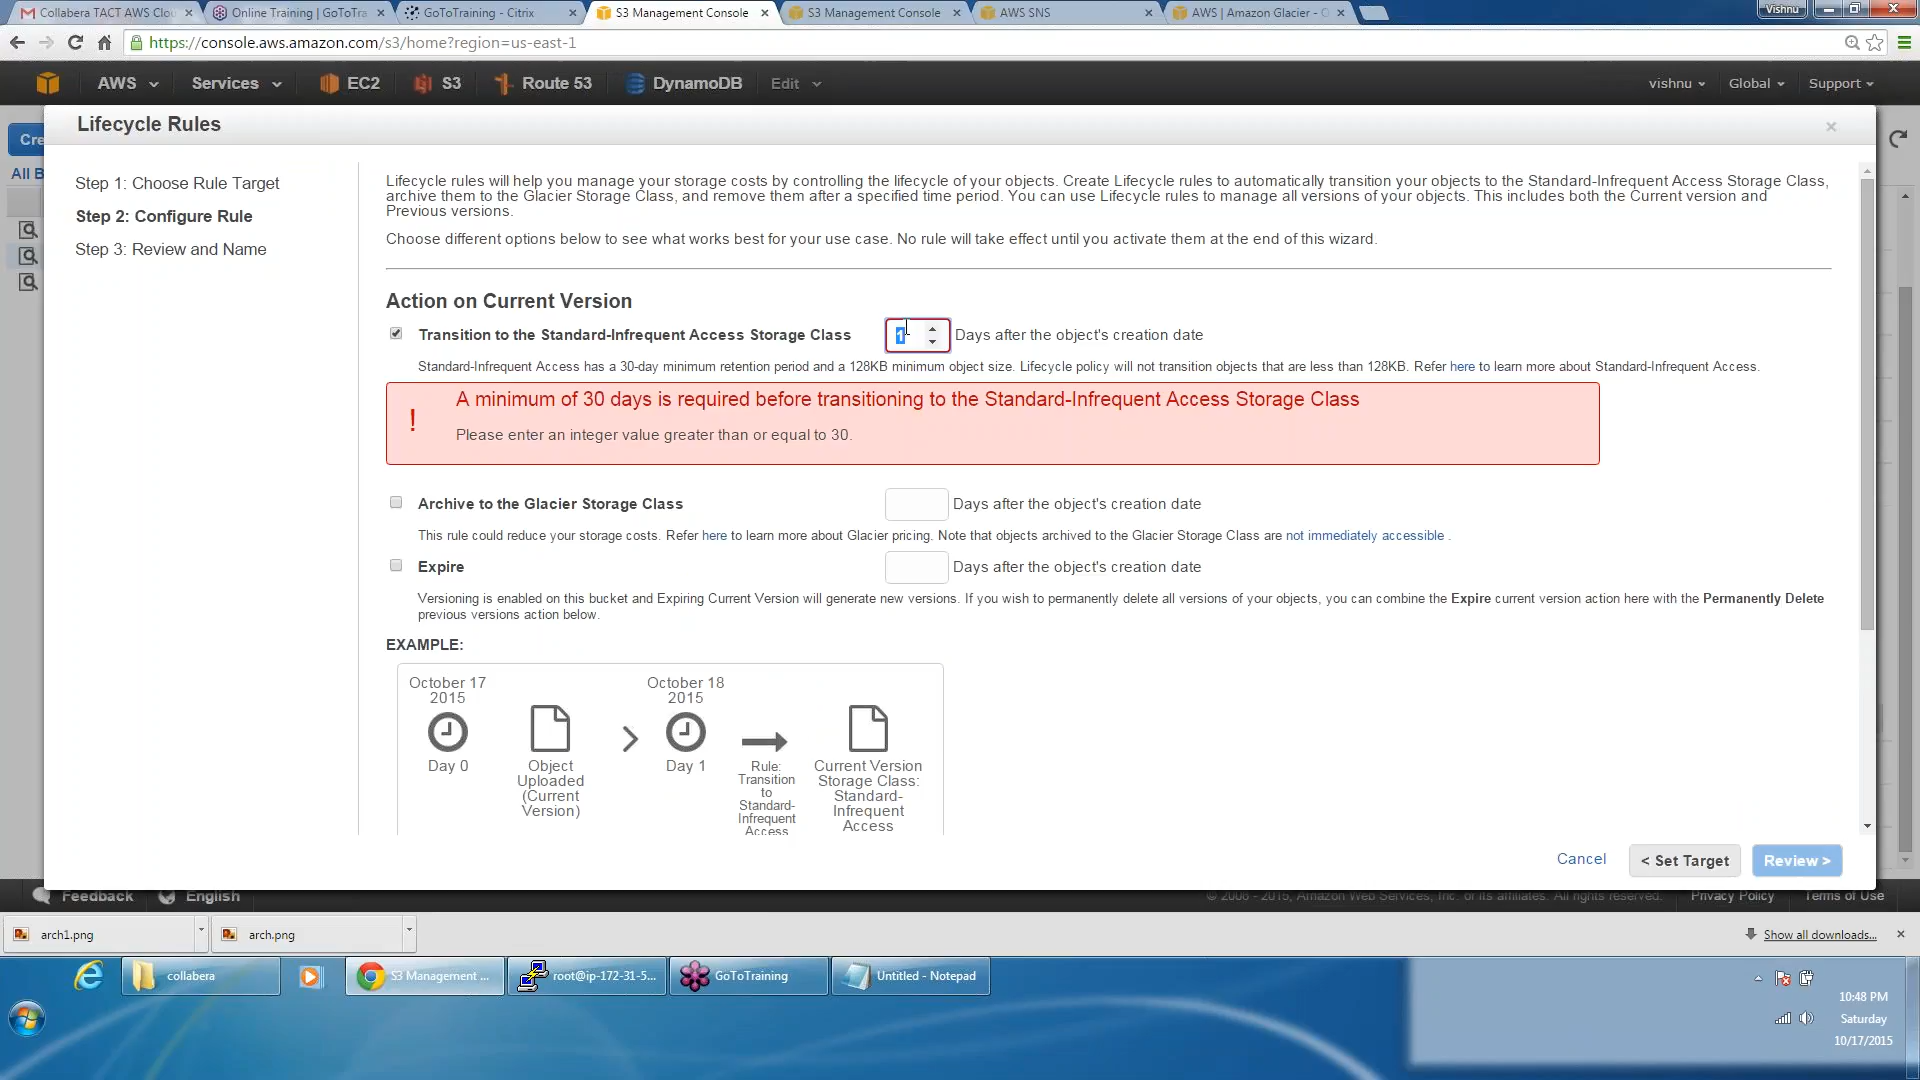 Collabera TACT AWS Clou
Online Training | GoToTra
GoToTraining - Citrix
S3 Management Console
S3 Management Console
AWS SNS
AWS | Amazon Glacier - O
Vishnu
https://console.aws.amazon.com/s3/home?region=us-east-1
AWS
Services
EC2
S3
Route 53
DynamoDB
Edit
vishnu
Global
Support
Lifecycle Rules
Cre
All B
Step 1: Choose Rule Target
Step 2: Configure Rule
Step 3: Review and Name
Lifecycle rules will help you manage your storage costs by controlling the lifecycle of your objects. Create Lifecycle rules to automatically transition your objects to the Standard-Infrequent Access Storage Class,
archive them to the Glacier Storage Class, and remove them after a specified time period. You can use Lifecycle rules to manage all versions of your objects. This includes both the Current version and
Previous versions.
Choose different options below to see what works best for your use case. No rule will take effect until you activate them at the end of this wizard.
Action on Current Version
Transition to the Standard-Infrequent Access Storage Class 1 Days after the object's creation date
Standard-Infrequent Access has a 30-day minimum retention period and a 128KB minimum object size. Lifecycle policy will not transition objects that are less than 128KB. Refer here to learn more about Standard-Infrequent Access.
! A minimum of 30 days is required before transitioning to the Standard-Infrequent Access Storage Class
Please enter an integer value greater than or equal to 30.
Archive to the Glacier Storage Class Days after the object's creation date
This rule could reduce your storage costs. Refer here to learn more about Glacier pricing. Note that objects archived to the Glacier Storage Class are not immediately accessible .
Expire Days after the object's creation date
Versioning is enabled on this bucket and Expiring Current Version will generate new versions. If you wish to permanently delete all versions of your objects, you can combine the Expire current version action here with the Permanently Delete
previous versions action below.
EXAMPLE:
October 17
2015
Day 0
Object
Uploaded
(Current
Version)
October 18
2015
Day 1
Rule:
Transition
to
Standard-
Infrequent
Access
Current Version
Storage Class:
Standard-
Infrequent
Access
Cancel
< Set Target
Review >
Feedback
English
© 2008 - 2015, Amazon Web Services, Inc. or its affiliates. All rights reserved.
Privacy Policy
Terms of Use
arch1.png
arch.png
Show all downloads...
collabera
S3 Management ...
root@ip-172-31-5...
GoToTraining
Untitled - Notepad
10:48 PM
Saturday
10/17/2015